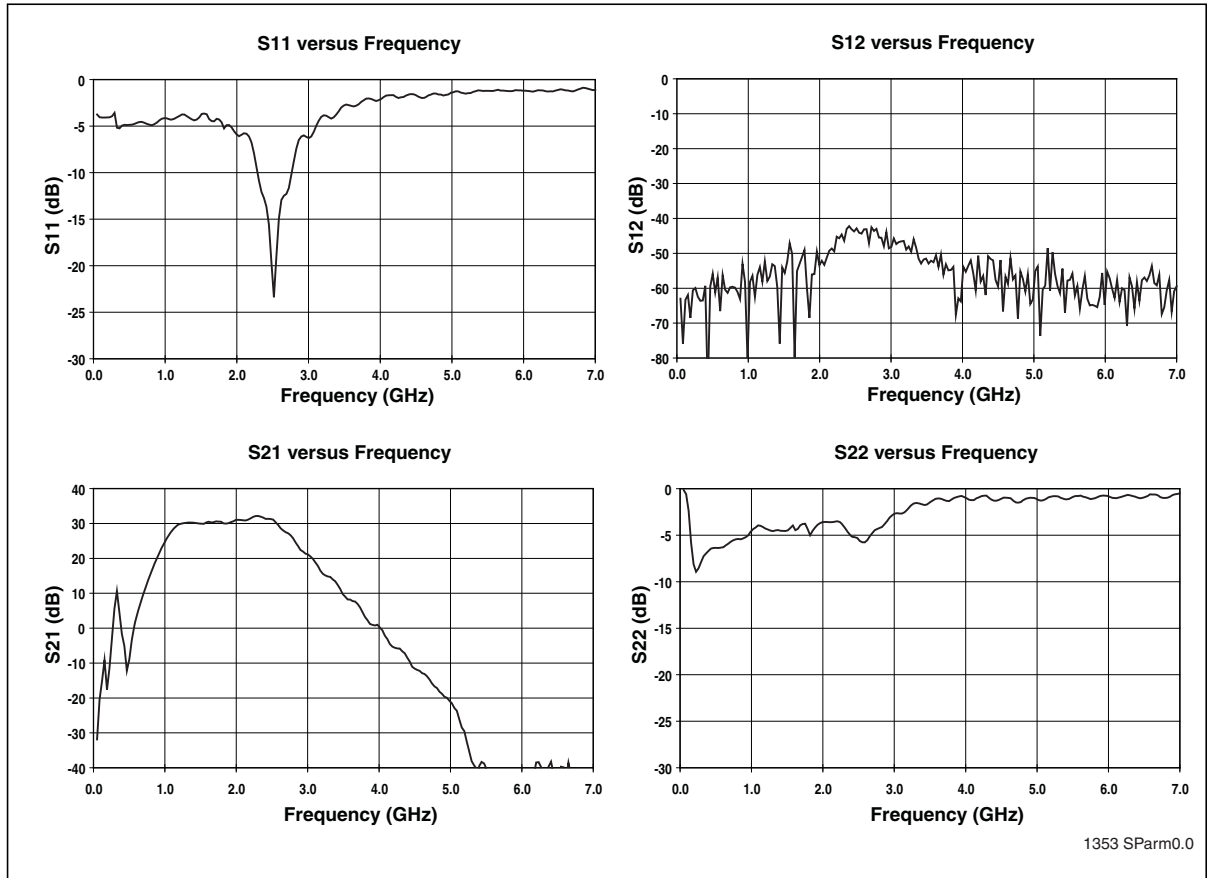 S11 versus Frequency
0
-5
-10
-15
-20
-25
-30
S11 (dB)
0.0 1.0 2.0 3.0 4.0 5.0 6.0 7.0
Frequency (GHz)
S12 versus Frequency
0
-10
-20
-30
-40
-50
-60
-70
-80
S12 (dB)
0.0 1.0 2.0 3.0 4.0 5.0 6.0 7.0
Frequency (GHz)
S21 versus Frequency
40
30
20
10
0
-10
-20
-30
-40
S21 (dB)
0.0 1.0 2.0 3.0 4.0 5.0 6.0 7.0
Frequency (GHz)
S22 versus Frequency
0
-5
-10
-15
-20
-25
-30
S22 (dB)
0.0 1.0 2.0 3.0 4.0 5.0 6.0 7.0
Frequency (GHz)
1353 SParm0.0